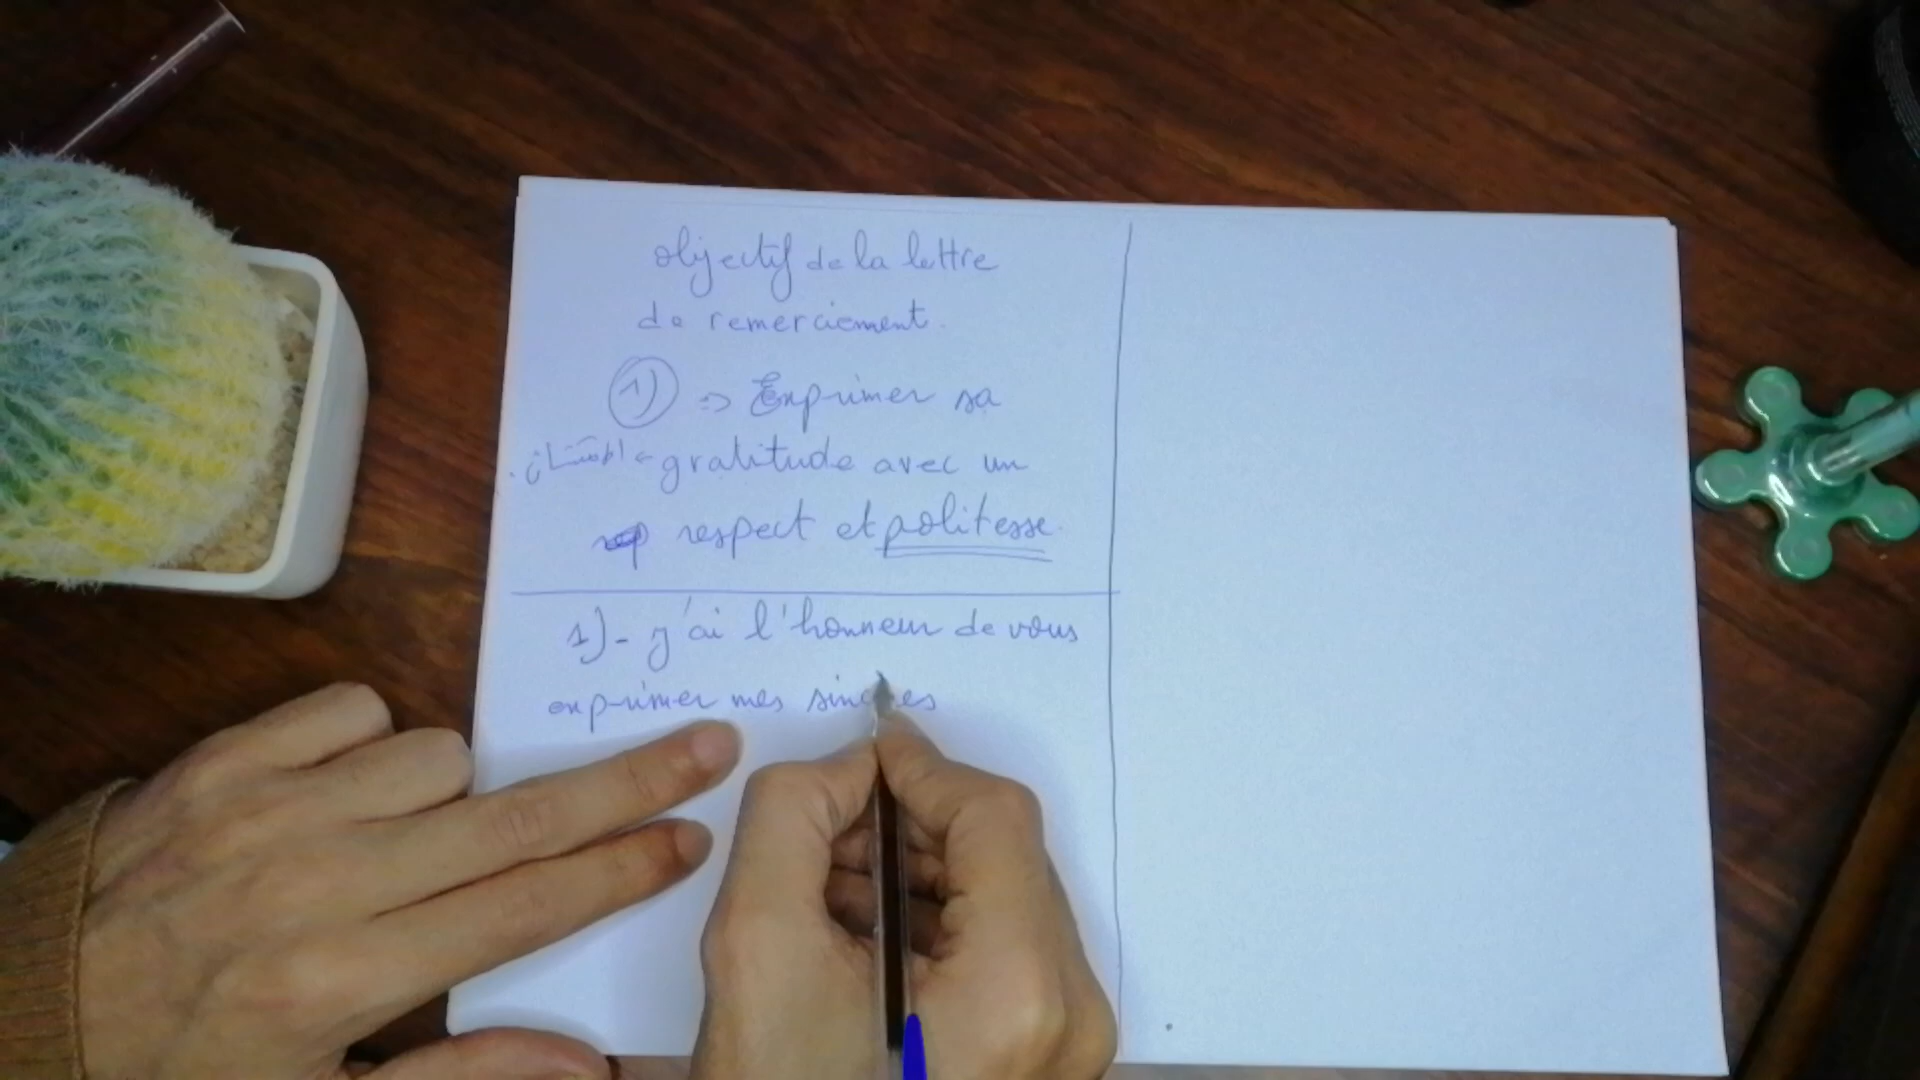 objectif de la lettre
de remerciement.
1) => Exprimer sa
gratitude avec un
respect et politesse.
1)- j'ai l'honneur de vous
exprimer mes